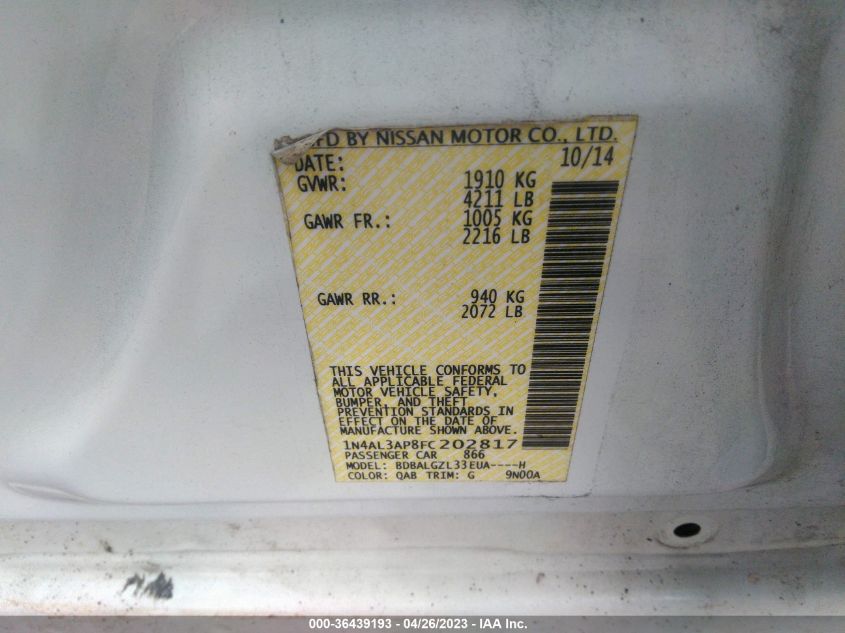 MFD BY NISSAN MOTOR CO., LTD.
DATE: 10/14
GVWR: 1910 KG
4211 LB
GAWR FR.: 1005 KG
2216 LB
GAWR RR.: 940 KG
2072 LB
THIS VEHICLE CONFORMS TO
ALL APPLICABLE FEDERAL
MOTOR VEHICLE SAFETY,
BUMPER, AND THEFT
PREVENTION STANDARDS IN
EFFECT ON THE DATE OF
MANUFACTURE SHOWN ABOVE.
1N4AL3AP8FC202817
PASSENGER CAR 866
MODEL: BDBALGZL33EUA----H
COLOR: QAB TRIM: G 9N00A
000-36439193 - 04/26/2023 - IAA Inc.